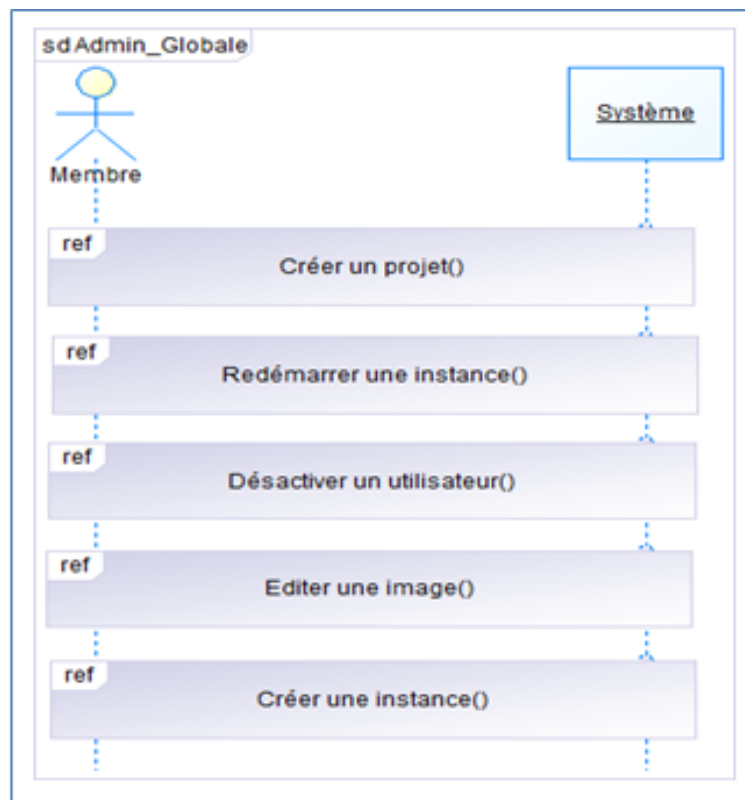 sd Admin_Globale
Système
Membre
ref
Créer un projet()
ref
Redémarrer une instance()
ref
Désactiver un utilisateur()
ref
Editer une image()
ref
Créer une instance()